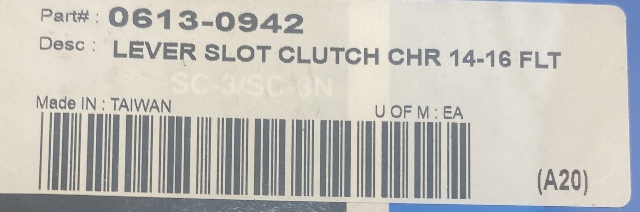 Part# : 0613-0942
Desc : LEVER SLOT CLUTCH CHR 14-16 FLT
SC-3/SC-3N
Made IN : TAIWAN
U OF M : EA
(A20)